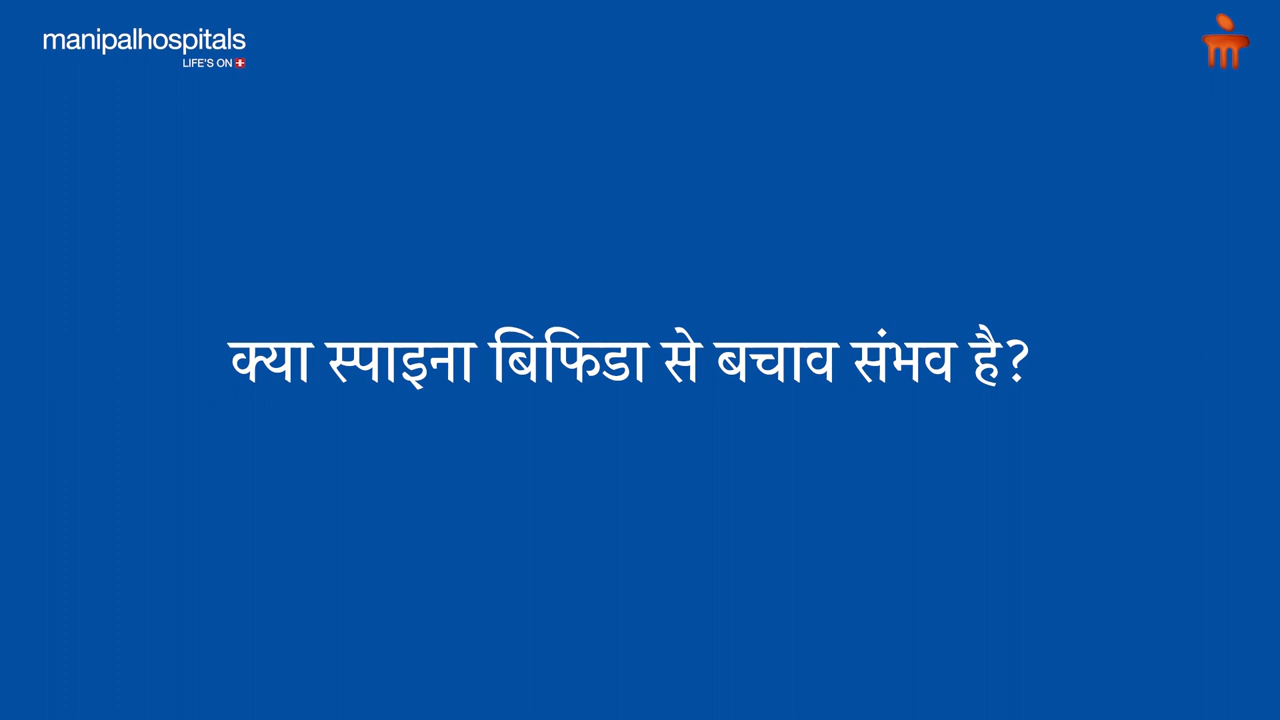 manipalhospitals
LIFE'S ON
क्या स्पाइना बिफिडा से बचाव संभव है?